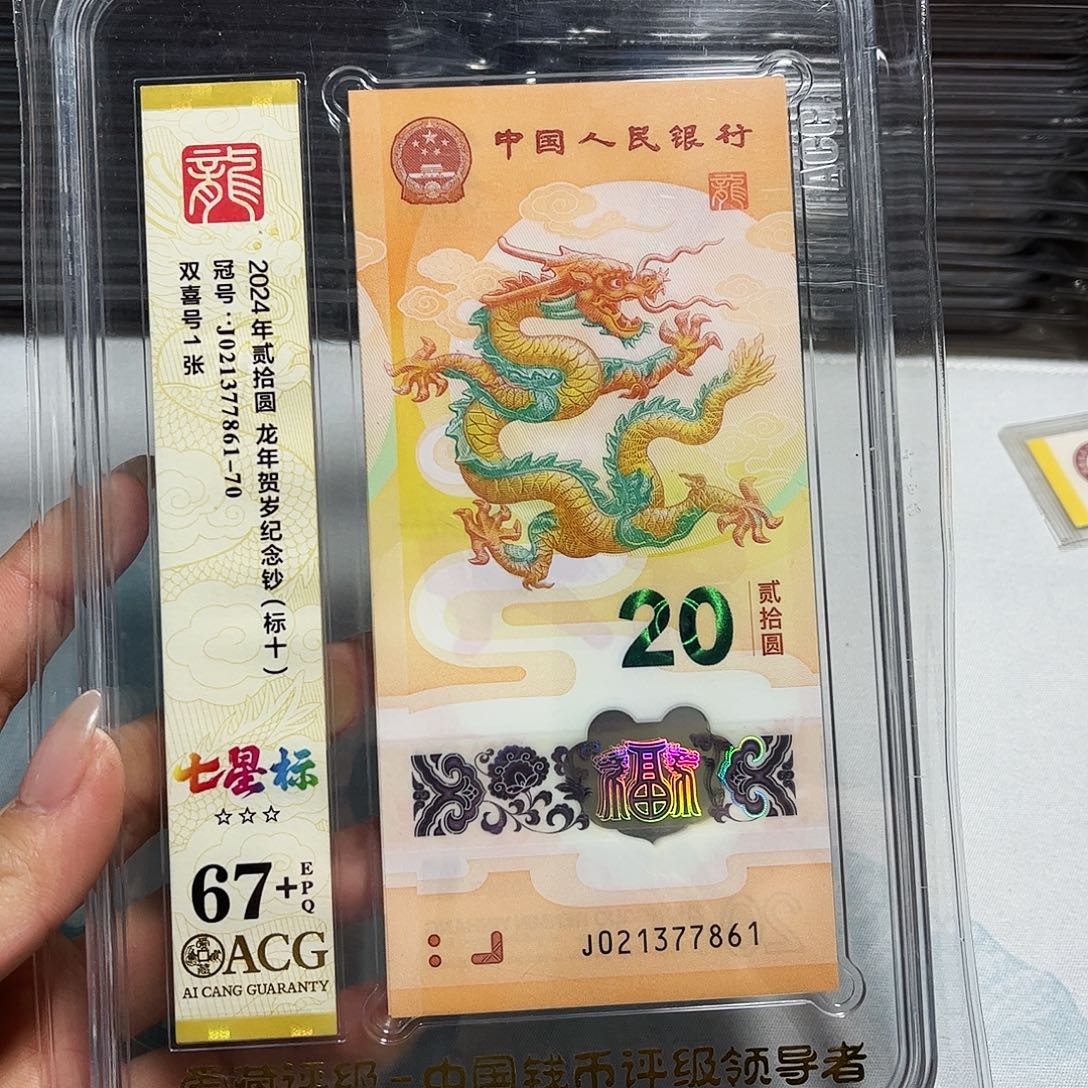 龍
2024年贰拾圆 龙年贺岁纪念钞(标十)
冠号:J021377861-70
双喜号1张
七星标
☆☆☆
67+
EPQ
ACG
AI CANG GUARANTY
中国人民银行
龍
20
贰拾圆
福
J021377861
ACG
评级-中国钱币评级领导者